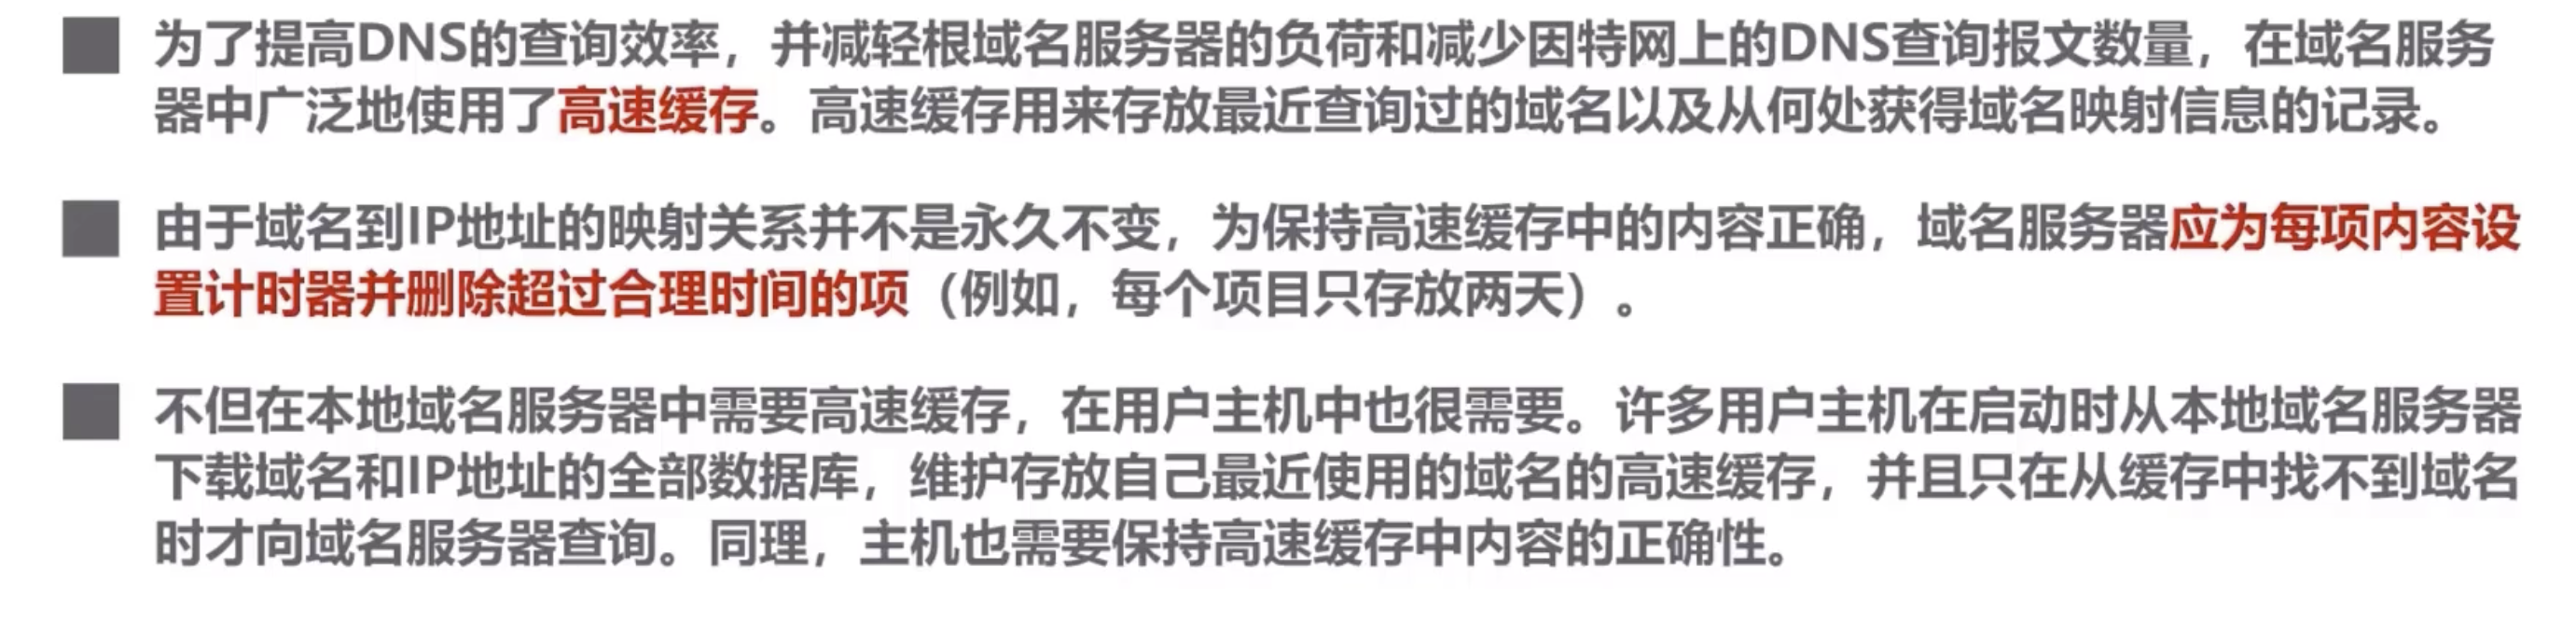 为了提高DNS的查询效率，并减轻根域名服务器的负荷和减少因特网上的DNS查询报文数量，在域名服务
器中广泛地使用了高速缓存。高速缓存用来存放最近查询过的域名以及从何处获得域名映射信息的记录。
由于域名到IP地址的映射关系并不是永久不变，为保持高速缓存中的内容正确，域名服务器应为每项内容设
置计时器并删除超过合理时间的项（例如，每个项目只存放两天）。
不但在本地域名服务器中需要高速缓存，在用户主机中也很需要。许多用户主机在启动时从本地域名服务器
下载域名和IP地址的全部数据库，维护存放自己最近使用的域名的高速缓存，并且只在从缓存中找不到域名
时才向域名服务器查询。同理，主机也需要保持高速缓存中内容的正确性。